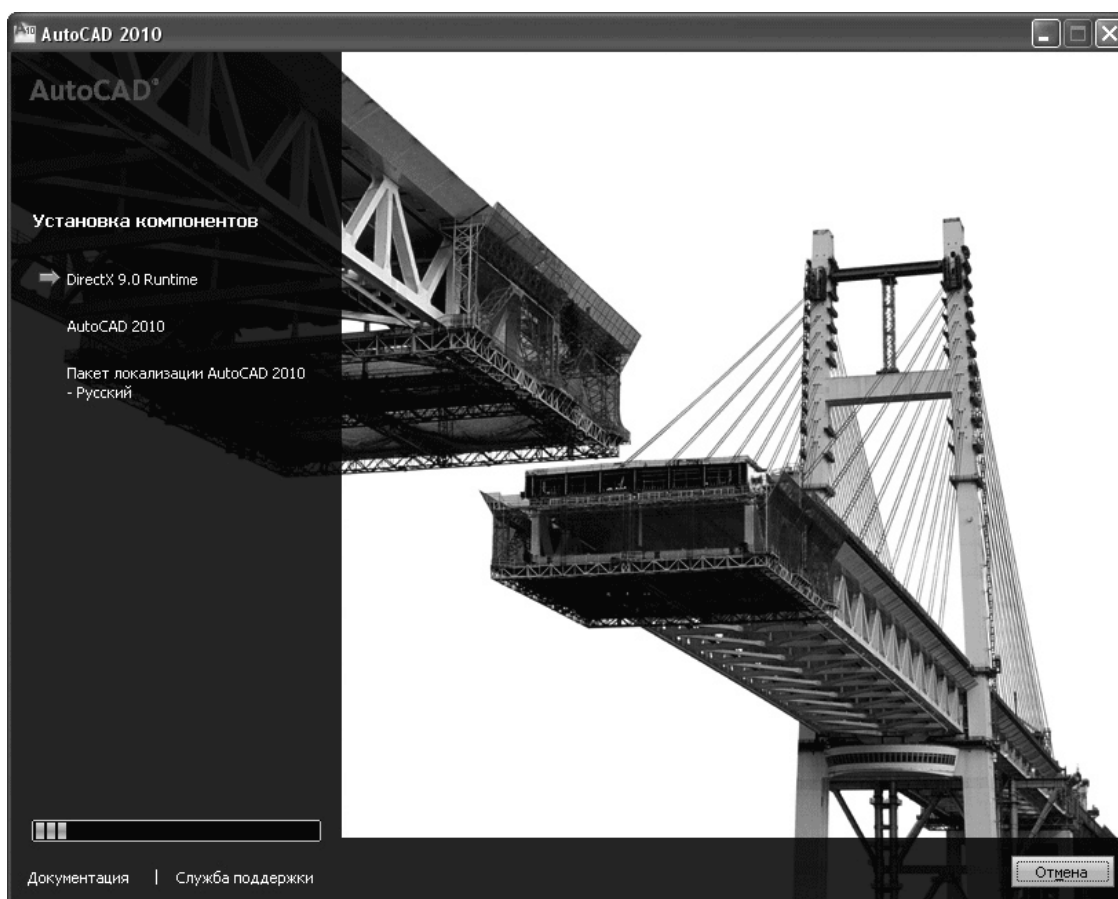 AutoCAD 2010
AutoCAD®
Установка компонентов
DirectX 9.0 Runtime
AutoCAD 2010
Пакет локализации AutoCAD 2010
- Русский
Документация | Служба поддержки
Отмена